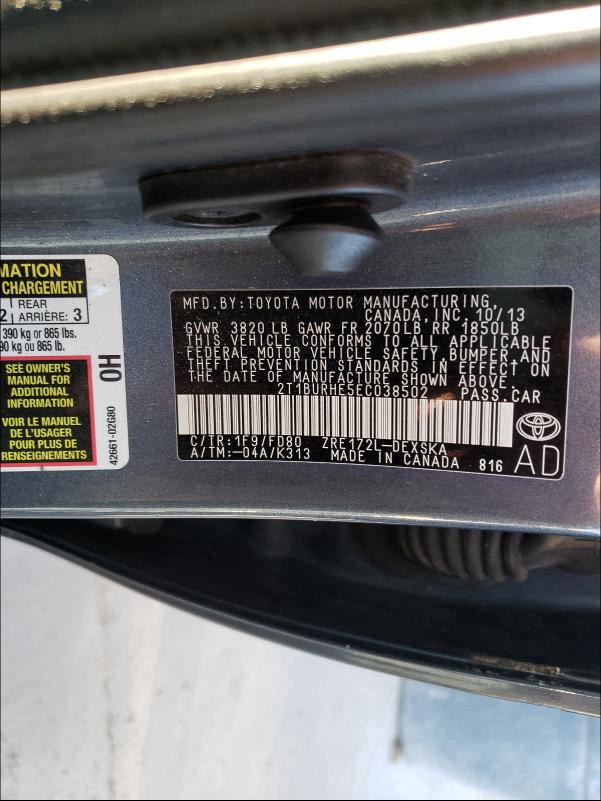 MATION
CHARGEMENT
2 | REAR
ARRIÈRE: 3
390 kg or 865 lbs.
90 kg ou 865 lb.
SEE OWNER'S
MANUAL FOR
ADDITIONAL
INFORMATION
VOIR LE MANUEL
DE L'USAGER
POUR PLUS DE
RENSEIGNEMENTS
42661-02G80
OH
MFD.BY:TOYOTA MOTOR MANUFACTURING,
CANADA, INC. 10/13
GVWR 3820 LB GAWR FR 2070LB RR 1850LB
THIS VEHICLE CONFORMS TO ALL APPLICABLE
FEDERAL MOTOR VEHICLE SAFETY, BUMPER, AND
THEFT PREVENTION STANDARDS IN EFFECT ON
THE DATE OF MANUFACTURE SHOWN ABOVE.
2T1BURHE5EC038502 PASS.CAR
C/TR:1F9/FD80 ZRE172L-DEXSKA
A/TM:-04A/K313 MADE IN CANADA 816
AD